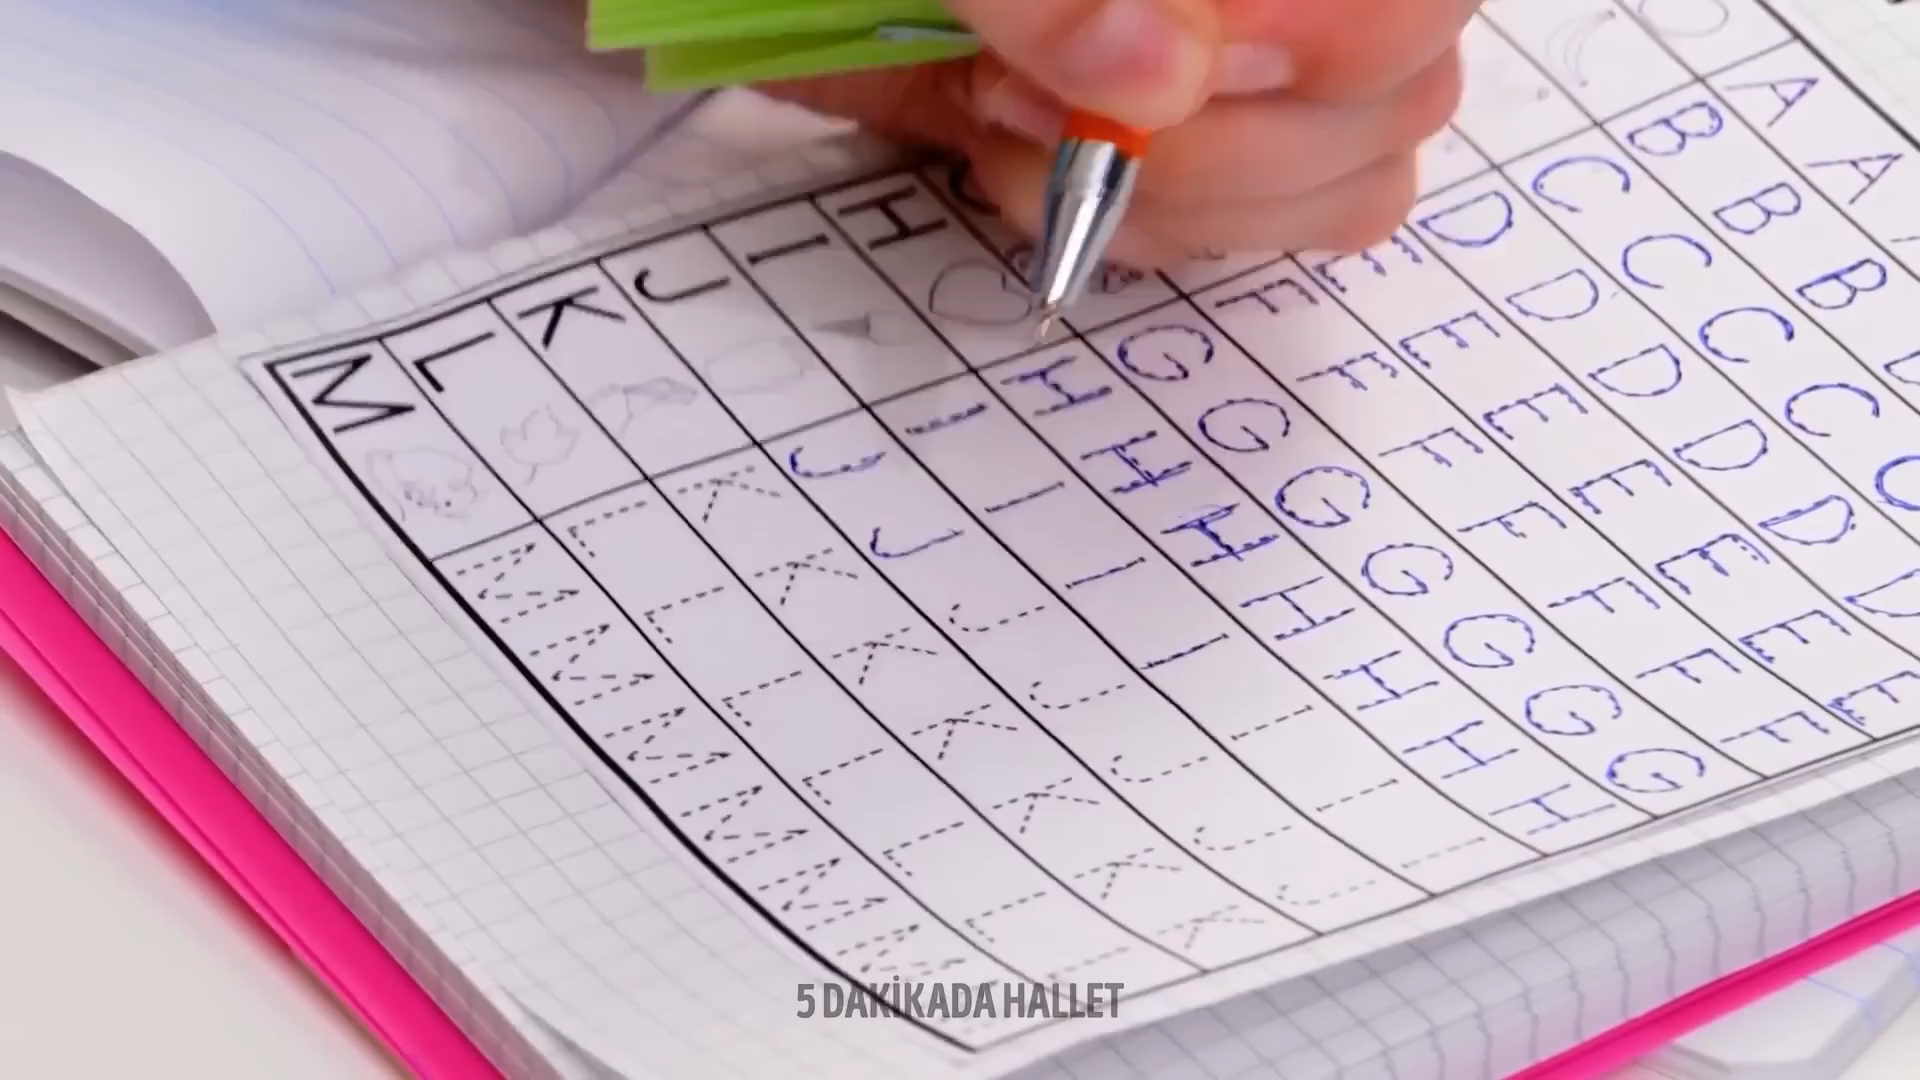 A A
B B B
C C C C C
D D D D D D
E E E E E E E
F F F F F F F
G G G G G G G
H H H H H H H H
I I I I I I I I
J J J J J J J J
K K K K K K K K
L L L L L L L
M M M M M M M
5 DAKİKADA HALLET